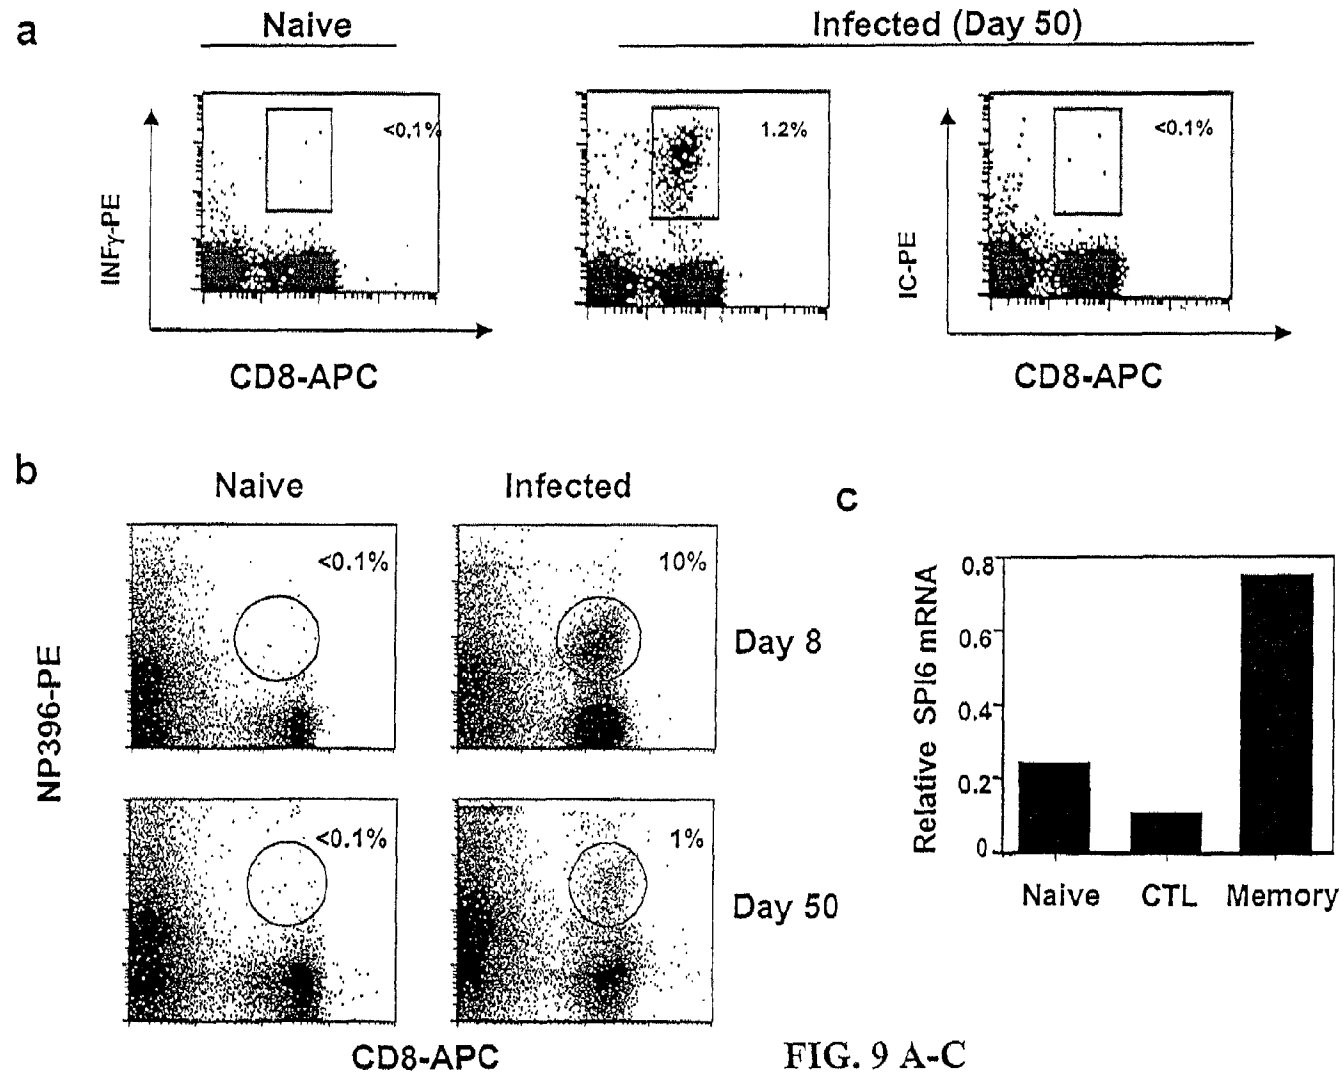 a
Naive
Infected (Day 50)
<0.1%
1.2%
<0.1%
INFγ-PE
IC-PE
CD8-APC
CD8-APC
b
Naive
Infected
c
<0.1%
10%
Day 8
NP396-PE
<0.1%
1%
Day 50
CD8-APC
Relative SPI6 mRNA
0.8
0.6
0.4
0.2
0
Naive
CTL
Memory
FIG. 9 A-C